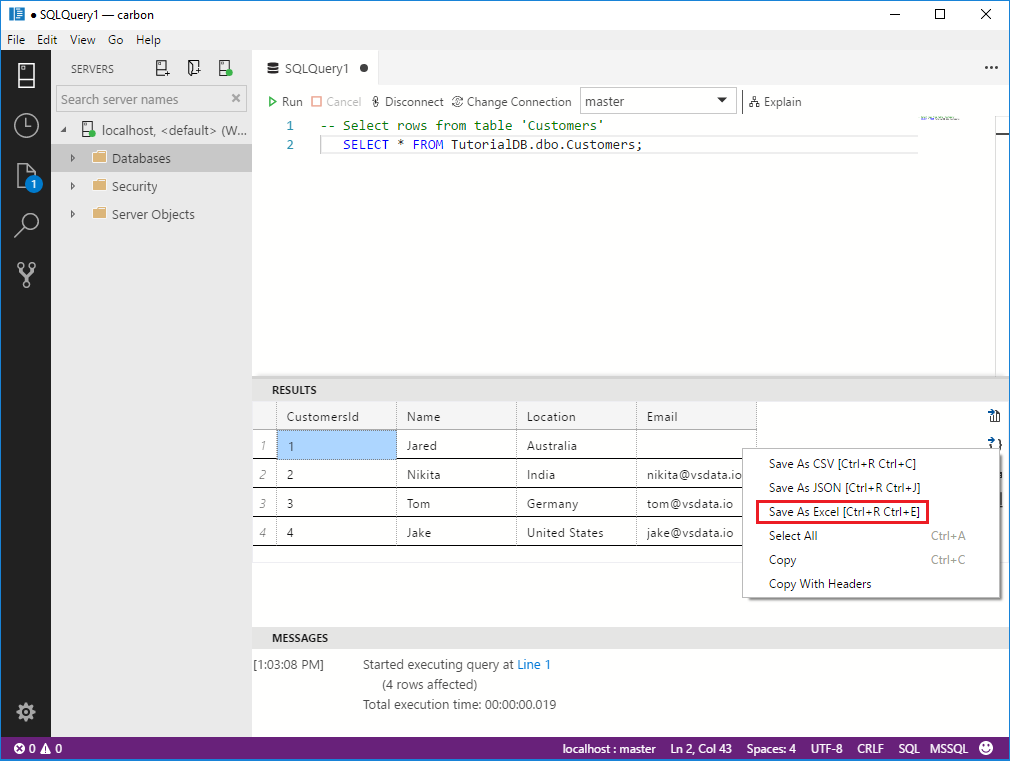 ● SQLQuery1 — carbon
File Edit View Go Help
SERVERS
Search server names
localhost, <default> (W...
Databases
Security
Server Objects
1
SQLQuery1 ●
Run Cancel Disconnect Change Connection master Explain
1 -- Select rows from table 'Customers'
2 SELECT * FROM TutorialDB.dbo.Customers;
RESULTS
CustomersId Name Location Email
1 1 Jared Australia
2 2 Nikita India nikita@vsdata.io
3 3 Tom Germany tom@vsdata.io
4 4 Jake United States jake@vsdata.io
Save As CSV [Ctrl+R Ctrl+C]
Save As JSON [Ctrl+R Ctrl+J]
Save As Excel [Ctrl+R Ctrl+E]
Select All Ctrl+A
Copy Ctrl+C
Copy With Headers
MESSAGES
[1:03:08 PM] Started executing query at Line 1
(4 rows affected)
Total execution time: 00:00:00.019
0 0 localhost : master Ln 2, Col 43 Spaces: 4 UTF-8 CRLF SQL MSSQL